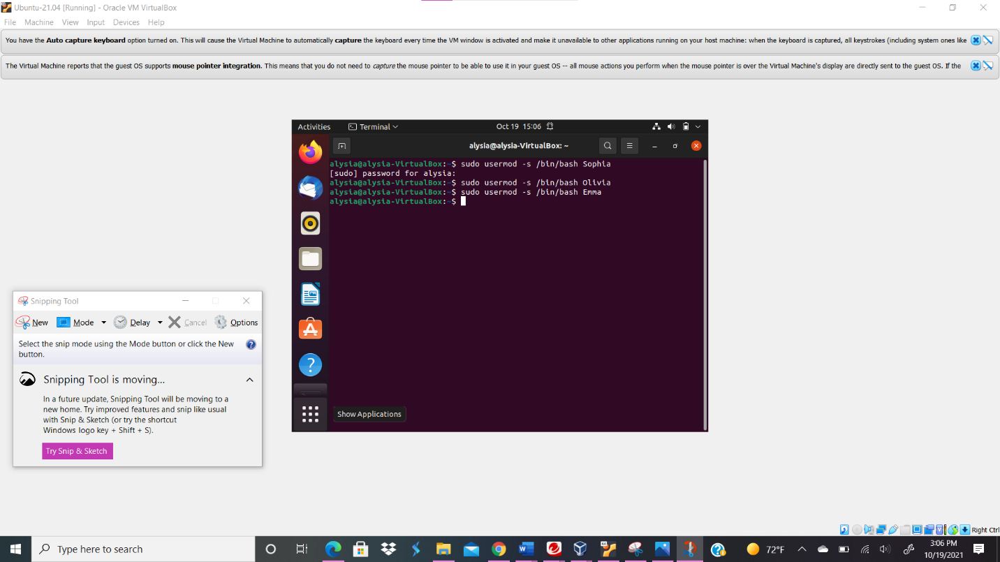 Ubuntu-21.04 [Running] - Oracle VM VirtualBox
File Machine View Input Devices Help
You have the Auto capture keyboard option turned on. This will cause the Virtual Machine to automatically capture the keyboard every time the VM window is activated and make it unavailable to other applications running on your host machine: when the keyboard is captured, all keystrokes (including system ones like
The Virtual Machine reports that the guest OS supports mouse pointer integration. This means that you do not need to capture the mouse pointer to be able to use it in your guest OS -- all mouse actions you perform when the mouse pointer is over the Virtual Machine's display are directly sent to the guest OS. If the
Activities Terminal Oct 19 15:06
alysia@alysia-VirtualBox: ~
alysia@alysia-VirtualBox:~$ sudo usermod -s /bin/bash Sophia
[sudo] password for alysia:
alysia@alysia-VirtualBox:~$ sudo usermod -s /bin/bash Olivia
alysia@alysia-VirtualBox:~$ sudo usermod -s /bin/bash Emma
alysia@alysia-VirtualBox:~$
Show Applications
Snipping Tool
New Mode Delay Cancel Options
Select the snip mode using the Mode button or click the New
button.
Snipping Tool is moving...
In a future update, Snipping Tool will be moving to a
new home. Try improved features and snip like usual
with Snip & Sketch (or try the shortcut
Windows logo key + Shift + S).
Try Snip & Sketch
Right Ctrl
Type here to search
72°F
3:06 PM
10/19/2021